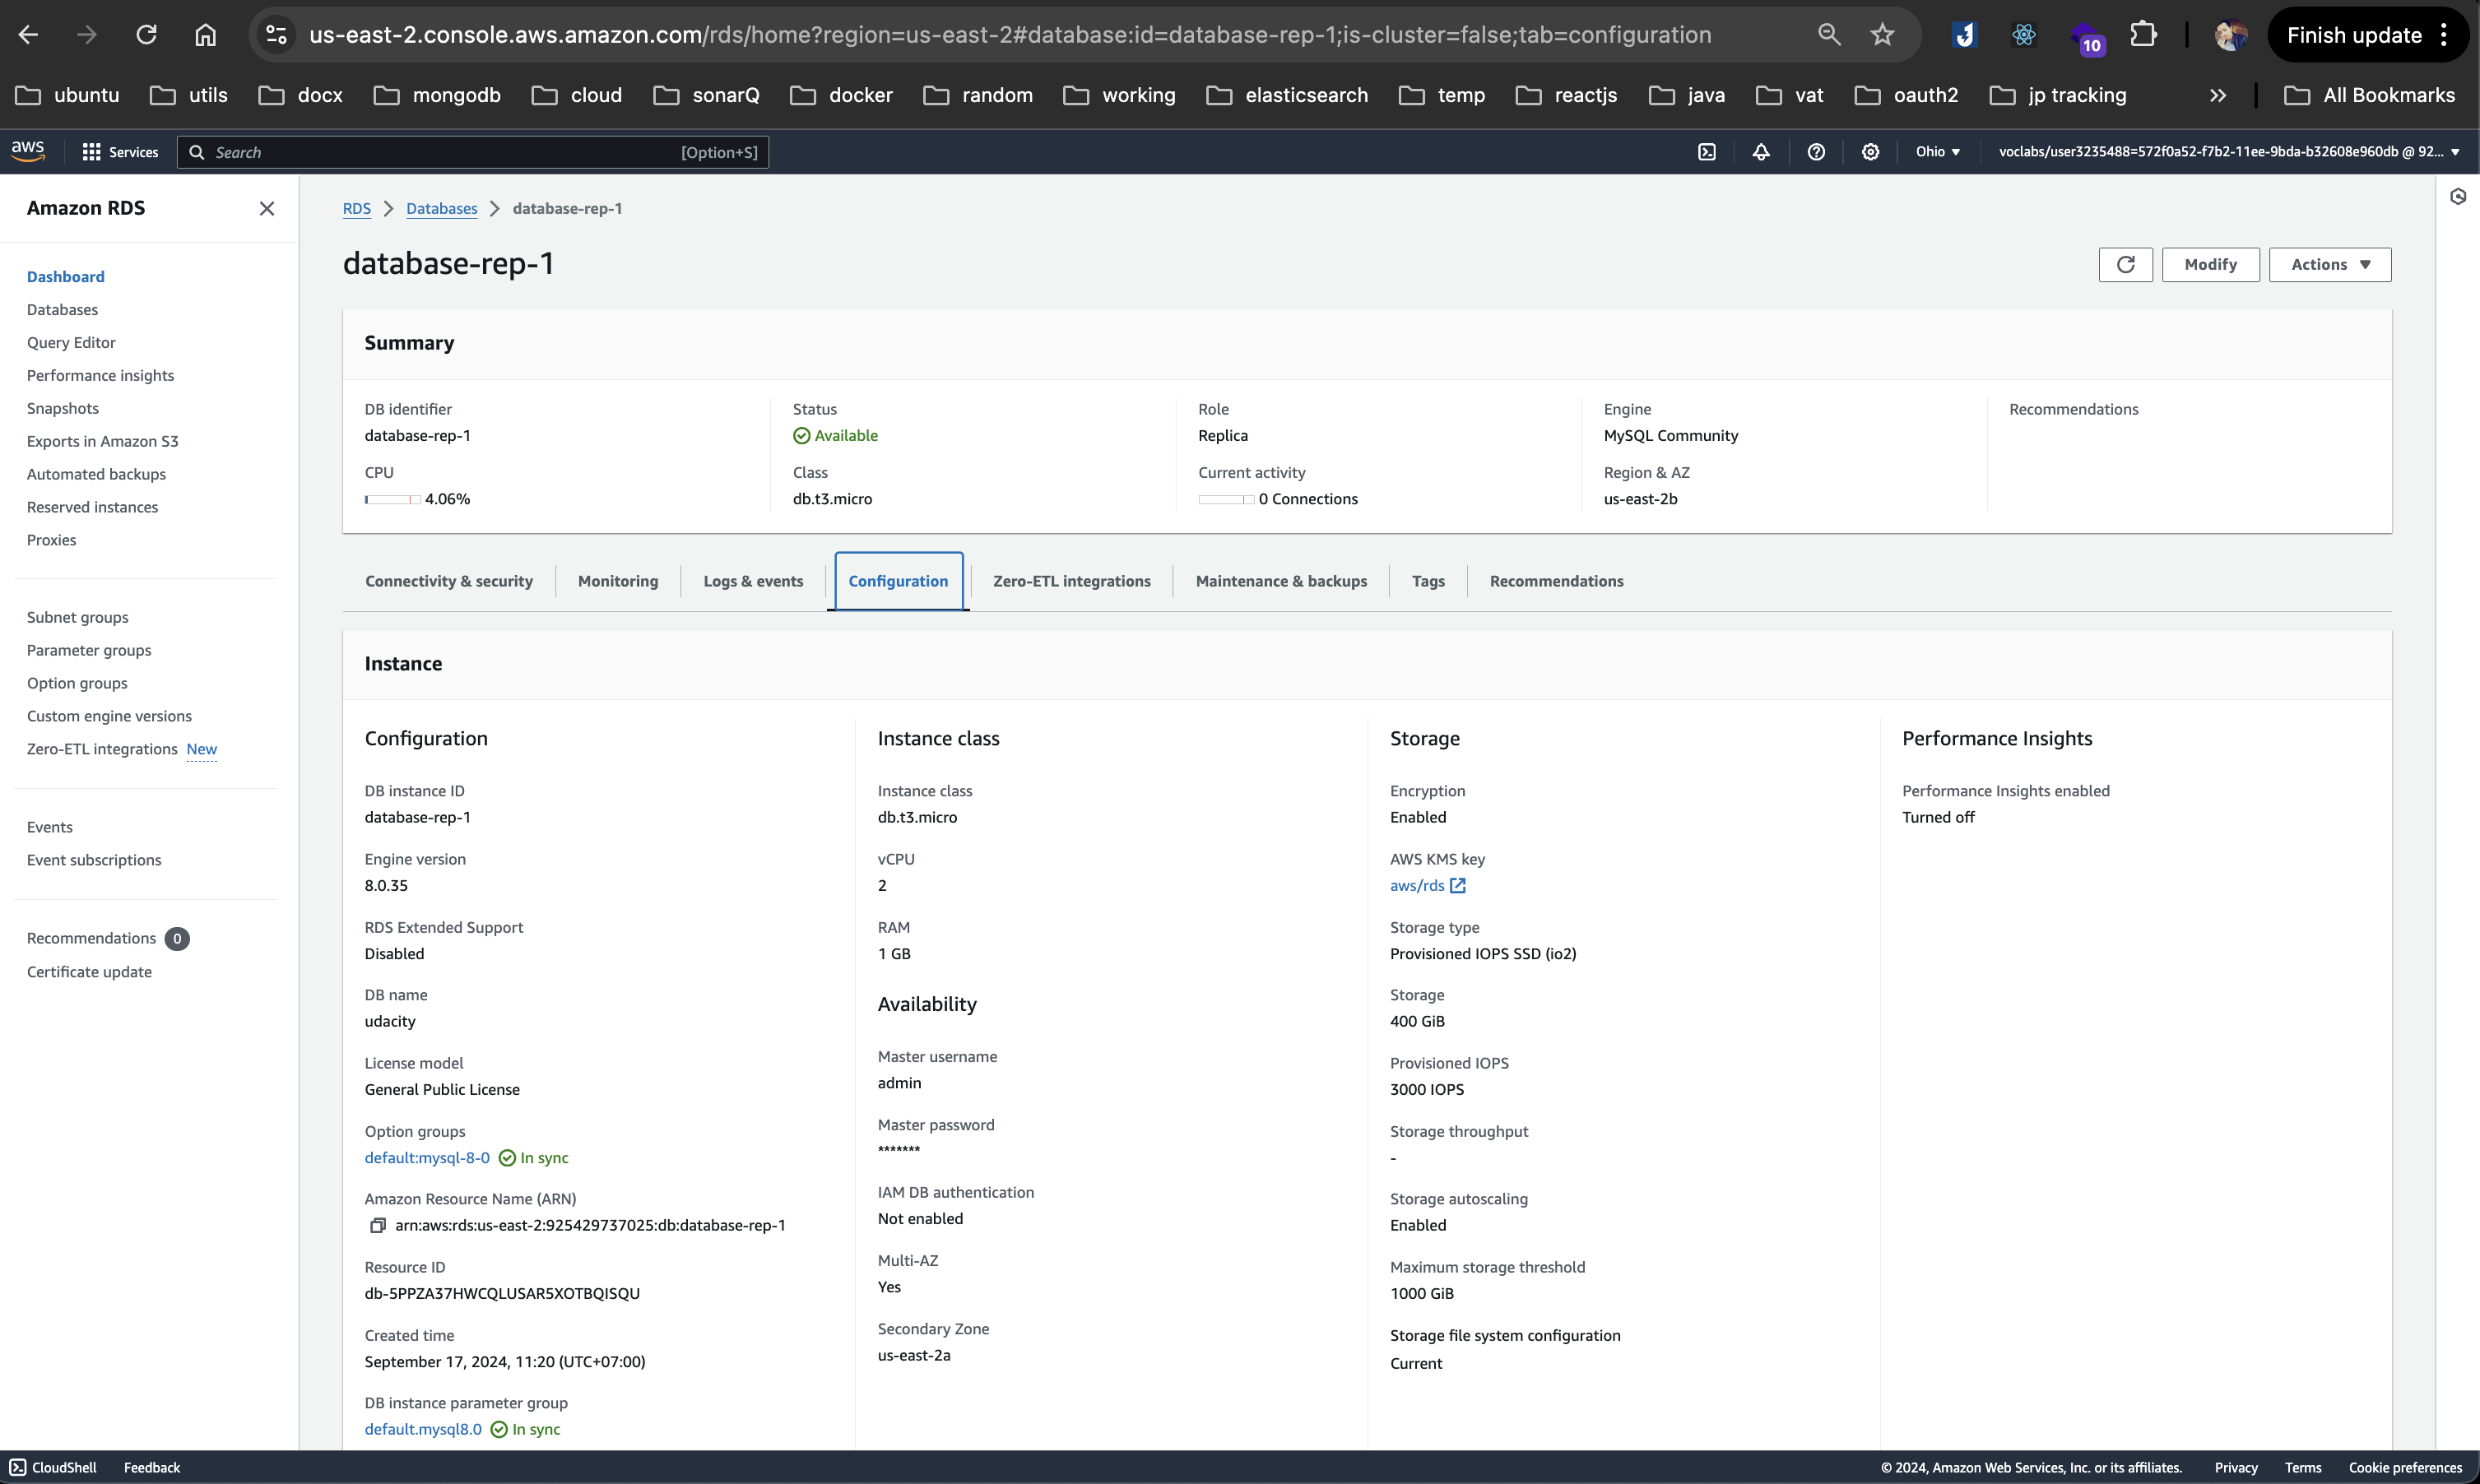 us-east-2.console.aws.amazon.com/rds/home?region=us-east-2#database:id=database-rep-1;is-cluster=false;tab=configuration
10
Finish update
ubuntu utils docx mongodb cloud sonarQ docker random working elasticsearch temp reactjs java vat oauth2 jp tracking » All Bookmarks
aws Services Search [Option+S] Ohio voclabs/user3235488=572f0a52-f7b2-11ee-9bda-b32608e960db @ 92...
Amazon RDS
Dashboard
Databases
Query Editor
Performance insights
Snapshots
Exports in Amazon S3
Automated backups
Reserved instances
Proxies
Subnet groups
Parameter groups
Option groups
Custom engine versions
Zero-ETL integrations New
Events
Event subscriptions
Recommendations 0
Certificate update
RDS > Databases > database-rep-1
database-rep-1
Modify
Actions
Summary
DB identifier
database-rep-1
CPU
4.06%
Status
Available
Class
db.t3.micro
Role
Replica
Current activity
0 Connections
Engine
MySQL Community
Region & AZ
us-east-2b
Recommendations
Connectivity & security Monitoring Logs & events Configuration Zero-ETL integrations Maintenance & backups Tags Recommendations
Instance
Configuration
DB instance ID
database-rep-1
Engine version
8.0.35
RDS Extended Support
Disabled
DB name
udacity
License model
General Public License
Option groups
default:mysql-8-0 In sync
Amazon Resource Name (ARN)
arn:aws:rds:us-east-2:925429737025:db:database-rep-1
Resource ID
db-5PPZA37HWCQLUSAR5XOTBQISQU
Created time
September 17, 2024, 11:20 (UTC+07:00)
DB instance parameter group
default.mysql8.0 In sync
Instance class
Instance class
db.t3.micro
vCPU
2
RAM
1 GB
Availability
Master username
admin
Master password
*******
IAM DB authentication
Not enabled
Multi-AZ
Yes
Secondary Zone
us-east-2a
Storage
Encryption
Enabled
AWS KMS key
aws/rds
Storage type
Provisioned IOPS SSD (io2)
Storage
400 GiB
Provisioned IOPS
3000 IOPS
Storage throughput
-
Storage autoscaling
Enabled
Maximum storage threshold
1000 GiB
Storage file system configuration
Current
Performance Insights
Performance Insights enabled
Turned off
CloudShell Feedback © 2024, Amazon Web Services, Inc. or its affiliates. Privacy Terms Cookie preferences